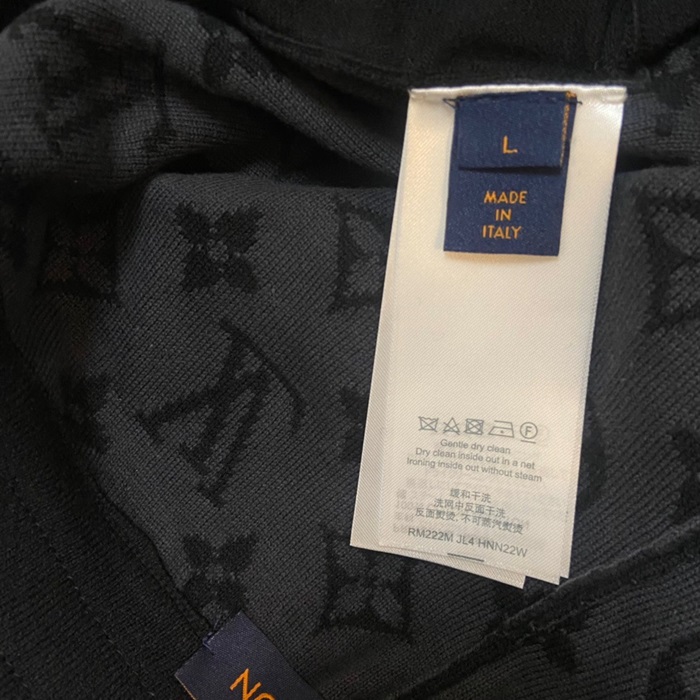 L
MADE
IN
ITALY
F
Gentle dry clean
Dry clean inside out in a net
Ironing inside out without steam
缓和干洗
洗网中反面干洗
反面熨烫, 不可蒸汽熨烫
RM222M JL4 HNN22W